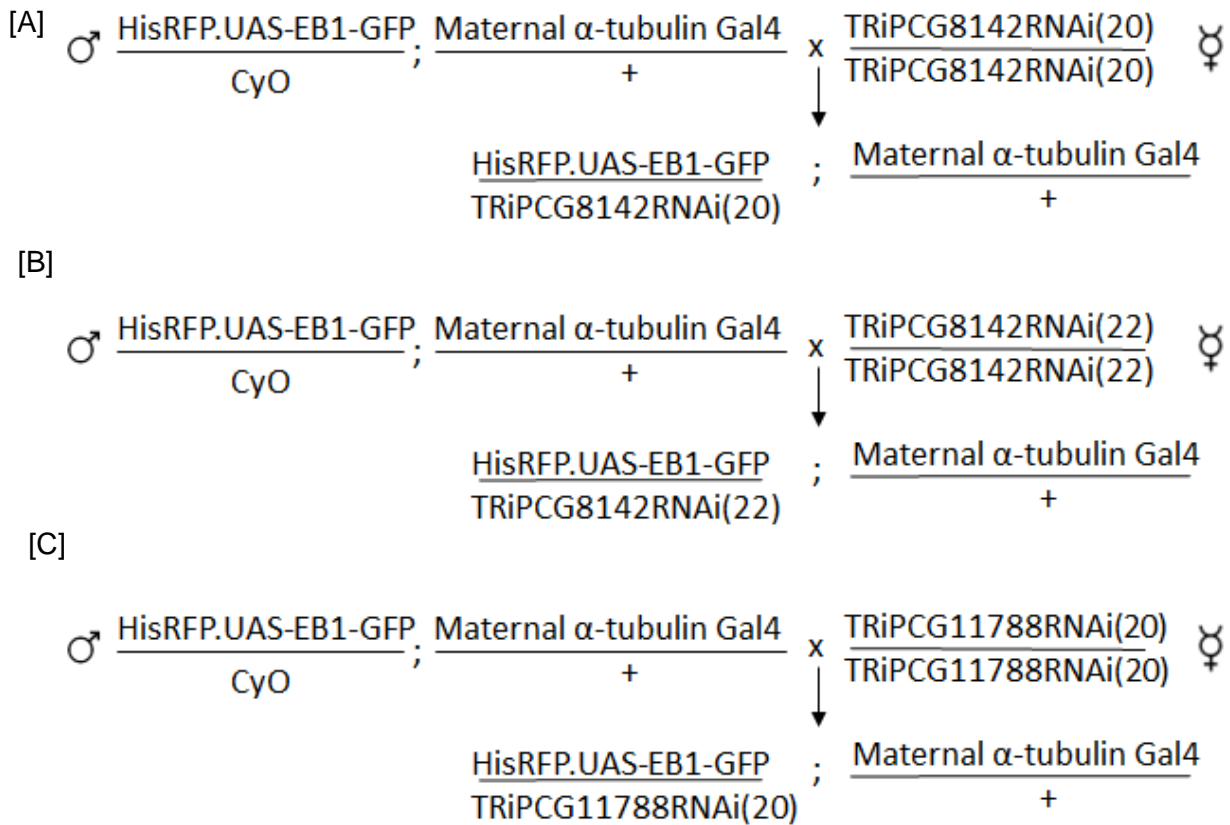 [A]
♂ HisRFP.UAS-EB1-GFP ; Maternal α-tubulin Gal4 x TRiPCG8142RNAi(20) ☿
CyO + TRiPCG8142RNAi(20)
HisRFP.UAS-EB1-GFP ; Maternal α-tubulin Gal4
TRiPCG8142RNAi(20) +
[B]
♂ HisRFP.UAS-EB1-GFP ; Maternal α-tubulin Gal4 x TRiPCG8142RNAi(22) ☿
CyO + TRiPCG8142RNAi(22)
HisRFP.UAS-EB1-GFP ; Maternal α-tubulin Gal4
TRiPCG8142RNAi(22) +
[C]
♂ HisRFP.UAS-EB1-GFP ; Maternal α-tubulin Gal4 x TRiPCG11788RNAi(20) ☿
CyO + TRiPCG11788RNAi(20)
HisRFP.UAS-EB1-GFP ; Maternal α-tubulin Gal4
TRiPCG11788RNAi(20) +